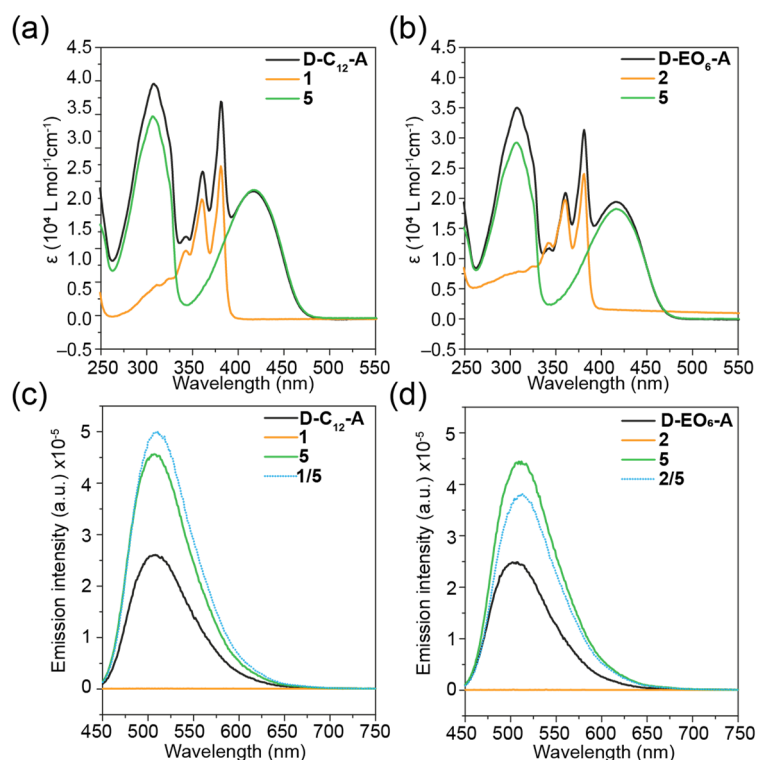 (a)
4.5
4.0
3.5
3.0
2.5
2.0
1.5
1.0
0.5
0.0
–0.5
ε (10⁴ L mol⁻¹cm⁻¹)
D-C₁₂-A
1
5
250 300 350 400 450 500 550
Wavelength (nm)
(b)
4.5
4.0
3.5
3.0
2.5
2.0
1.5
1.0
0.5
0.0
–0.5
ε (10⁴ L mol⁻¹cm⁻¹)
D-EO₆-A
2
5
250 300 350 400 450 500 550
Wavelength (nm)
(c)
5
4
3
2
1
0
Emission intensity (a.u.) x10⁻⁵
D-C₁₂-A
1
5
1/5
450 500 550 600 650 700 750
Wavelength (nm)
(d)
5
4
3
2
1
0
Emission intensity (a.u.) x10⁻⁵
D-EO₆-A
2
5
2/5
450 500 550 600 650 700 750
Wavelength (nm)